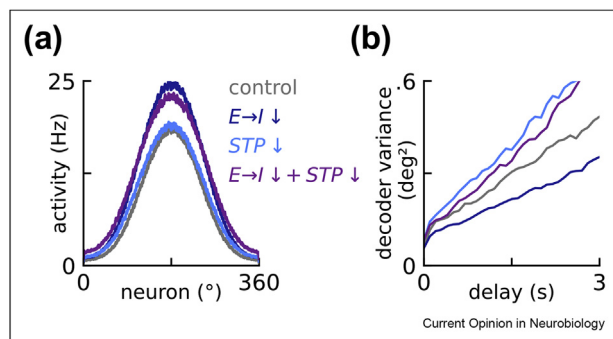 (a)
25
0
activity (Hz)
0
360
neuron (°)
control
E→I ↓
STP ↓
E→I ↓ + STP ↓
(b)
.6
0
decoder variance
(deg²)
0
3
delay (s)
Current Opinion in Neurobiology